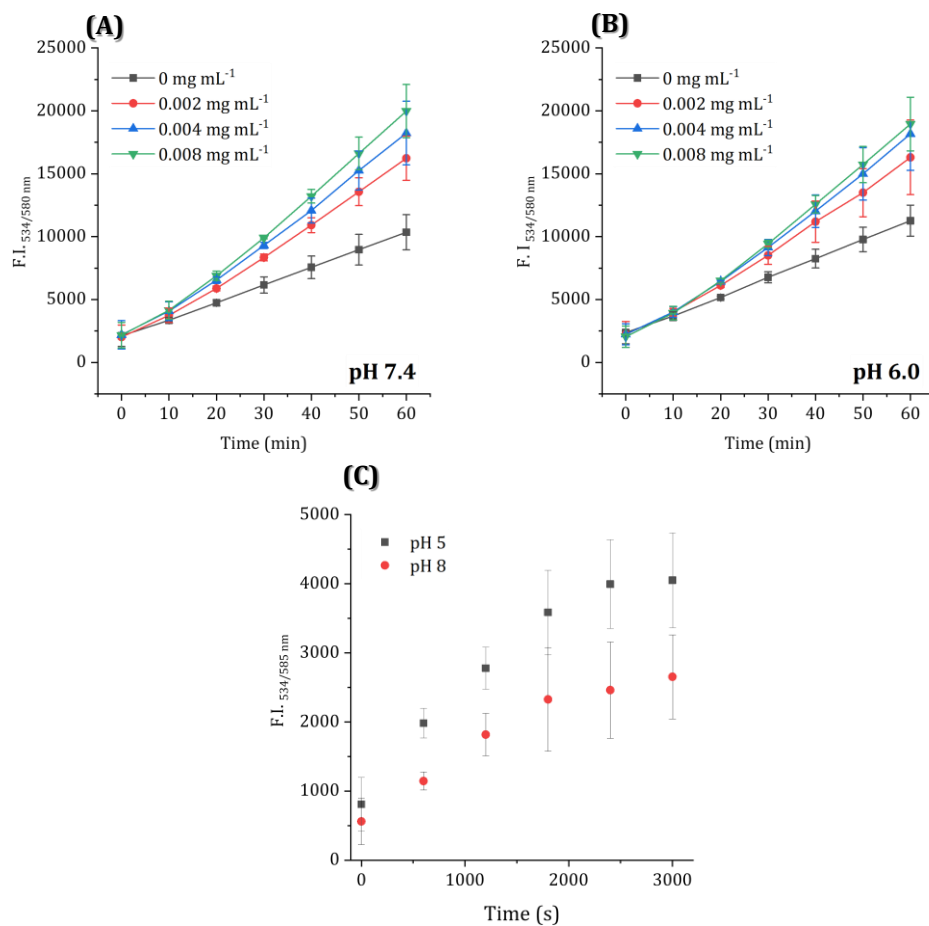 (A)
25000
20000
15000
10000
5000
0
F.I. 534/580 nm
0 mg mL-1
0.002 mg mL-1
0.004 mg mL-1
0.008 mg mL-1
pH 7.4
0 10 20 30 40 50 60
Time (min)
(B)
25000
20000
15000
10000
5000
0
F. I 534/580 nm
0 mg mL-1
0.002 mg mL-1
0.004 mg mL-1
0.008 mg mL-1
pH 6.0
0 10 20 30 40 50 60
Time (min)
(C)
5000
4000
3000
2000
1000
0
F.I. 534/585 nm
pH 5
pH 8
0 1000 2000 3000
Time (s)